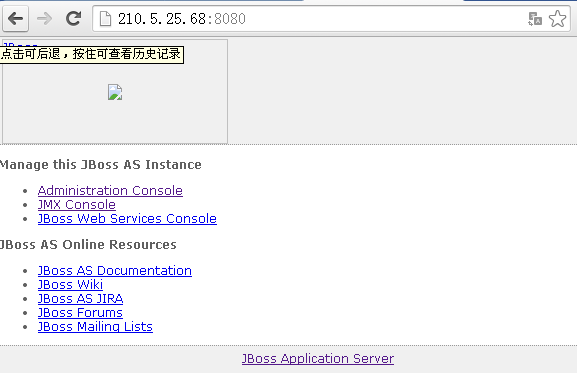 210.5.25.68:8080
JBoss
点击可后退，按住可查看历史记录
Manage this JBoss AS Instance
Administration Console
JMX Console
JBoss Web Services Console
JBoss AS Online Resources
JBoss AS Documentation
JBoss Wiki
JBoss AS JIRA
JBoss Forums
JBoss Mailing Lists
JBoss Application Server